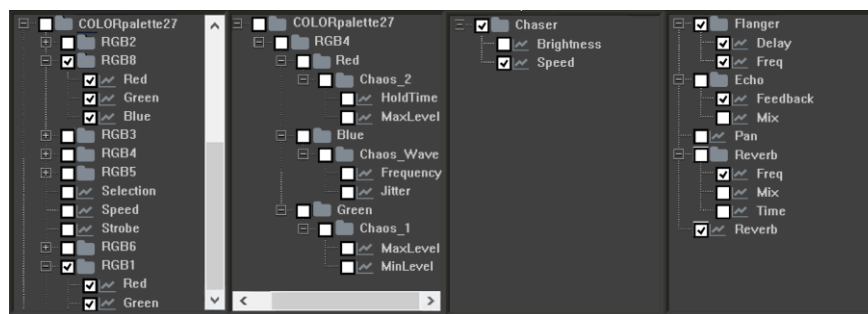 COLORpalette27
RGB2
RGB8
Red
Green
Blue
RGB3
RGB4
RGB5
Selection
Speed
Strobe
RGB6
RGB1
Red
Green
COLORpalette27
RGB4
Red
Chaos_2
HoldTime
MaxLevel
Blue
Chaos_Wave
Frequency
Jitter
Green
Chaos_1
MaxLevel
MinLevel
Chaser
Brightness
Speed
Flanger
Delay
Freq
Echo
Feedback
Mix
Pan
Reverb
Freq
Mix
Time
Reverb